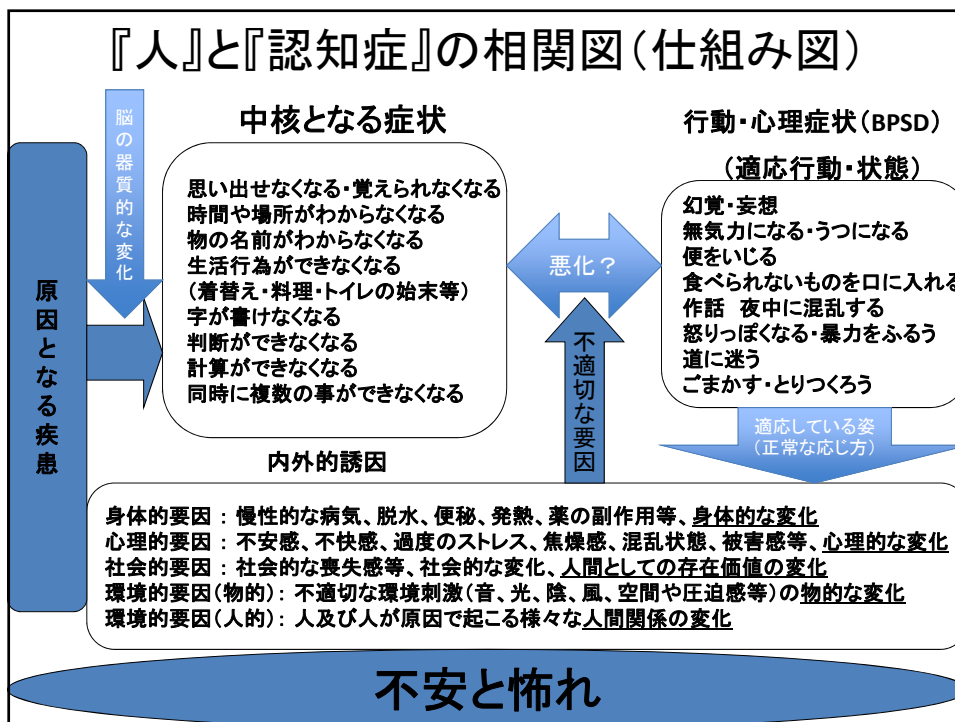 『人』と『認知症』の相関図(仕組み図)
脳の器質的な変化
原因となる疾患
中核となる症状
思い出せなくなる・覚えられなくなる
時間や場所がわからなくなる
物の名前がわからなくなる
生活行為ができなくなる
(着替え・料理・トイレの始末等)
字が書けなくなる
判断ができなくなる
計算ができなくなる
同時に複数の事ができなくなる
悪化?
不適切な要因
行動・心理症状(BPSD)
(適応行動・状態)
幻覚・妄想
無気力になる・うつになる
便をいじる
食べられないものを口に入れる
作話 夜中に混乱する
怒りっぽくなる・暴力をふるう
道に迷う
ごまかす・とりつくろう
適応している姿
(正常な応じ方)
内外的誘因
身体的要因 : 慢性的な病気、脱水、便秘、発熱、薬の副作用等、身体的な変化
心理的要因 : 不安感、不快感、過度のストレス、焦燥感、混乱状態、被害感等、心理的な変化
社会的要因 : 社会的な喪失感等、社会的な変化、人間としての存在価値の変化
環境的要因(物的) : 不適切な環境刺激(音、光、陰、風、空間や圧迫感等)の物的な変化
環境的要因(人的) : 人及び人が原因で起こる様々な人間関係の変化
不安と怖れ